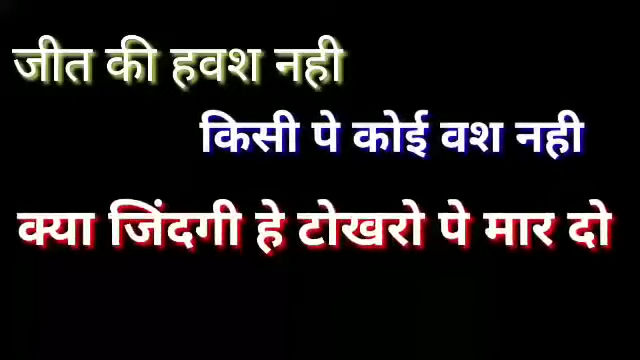 जीत की हवश नही
किसी पे कोई वश नही
क्या जिंदगी हे टोखरो पे मार दो